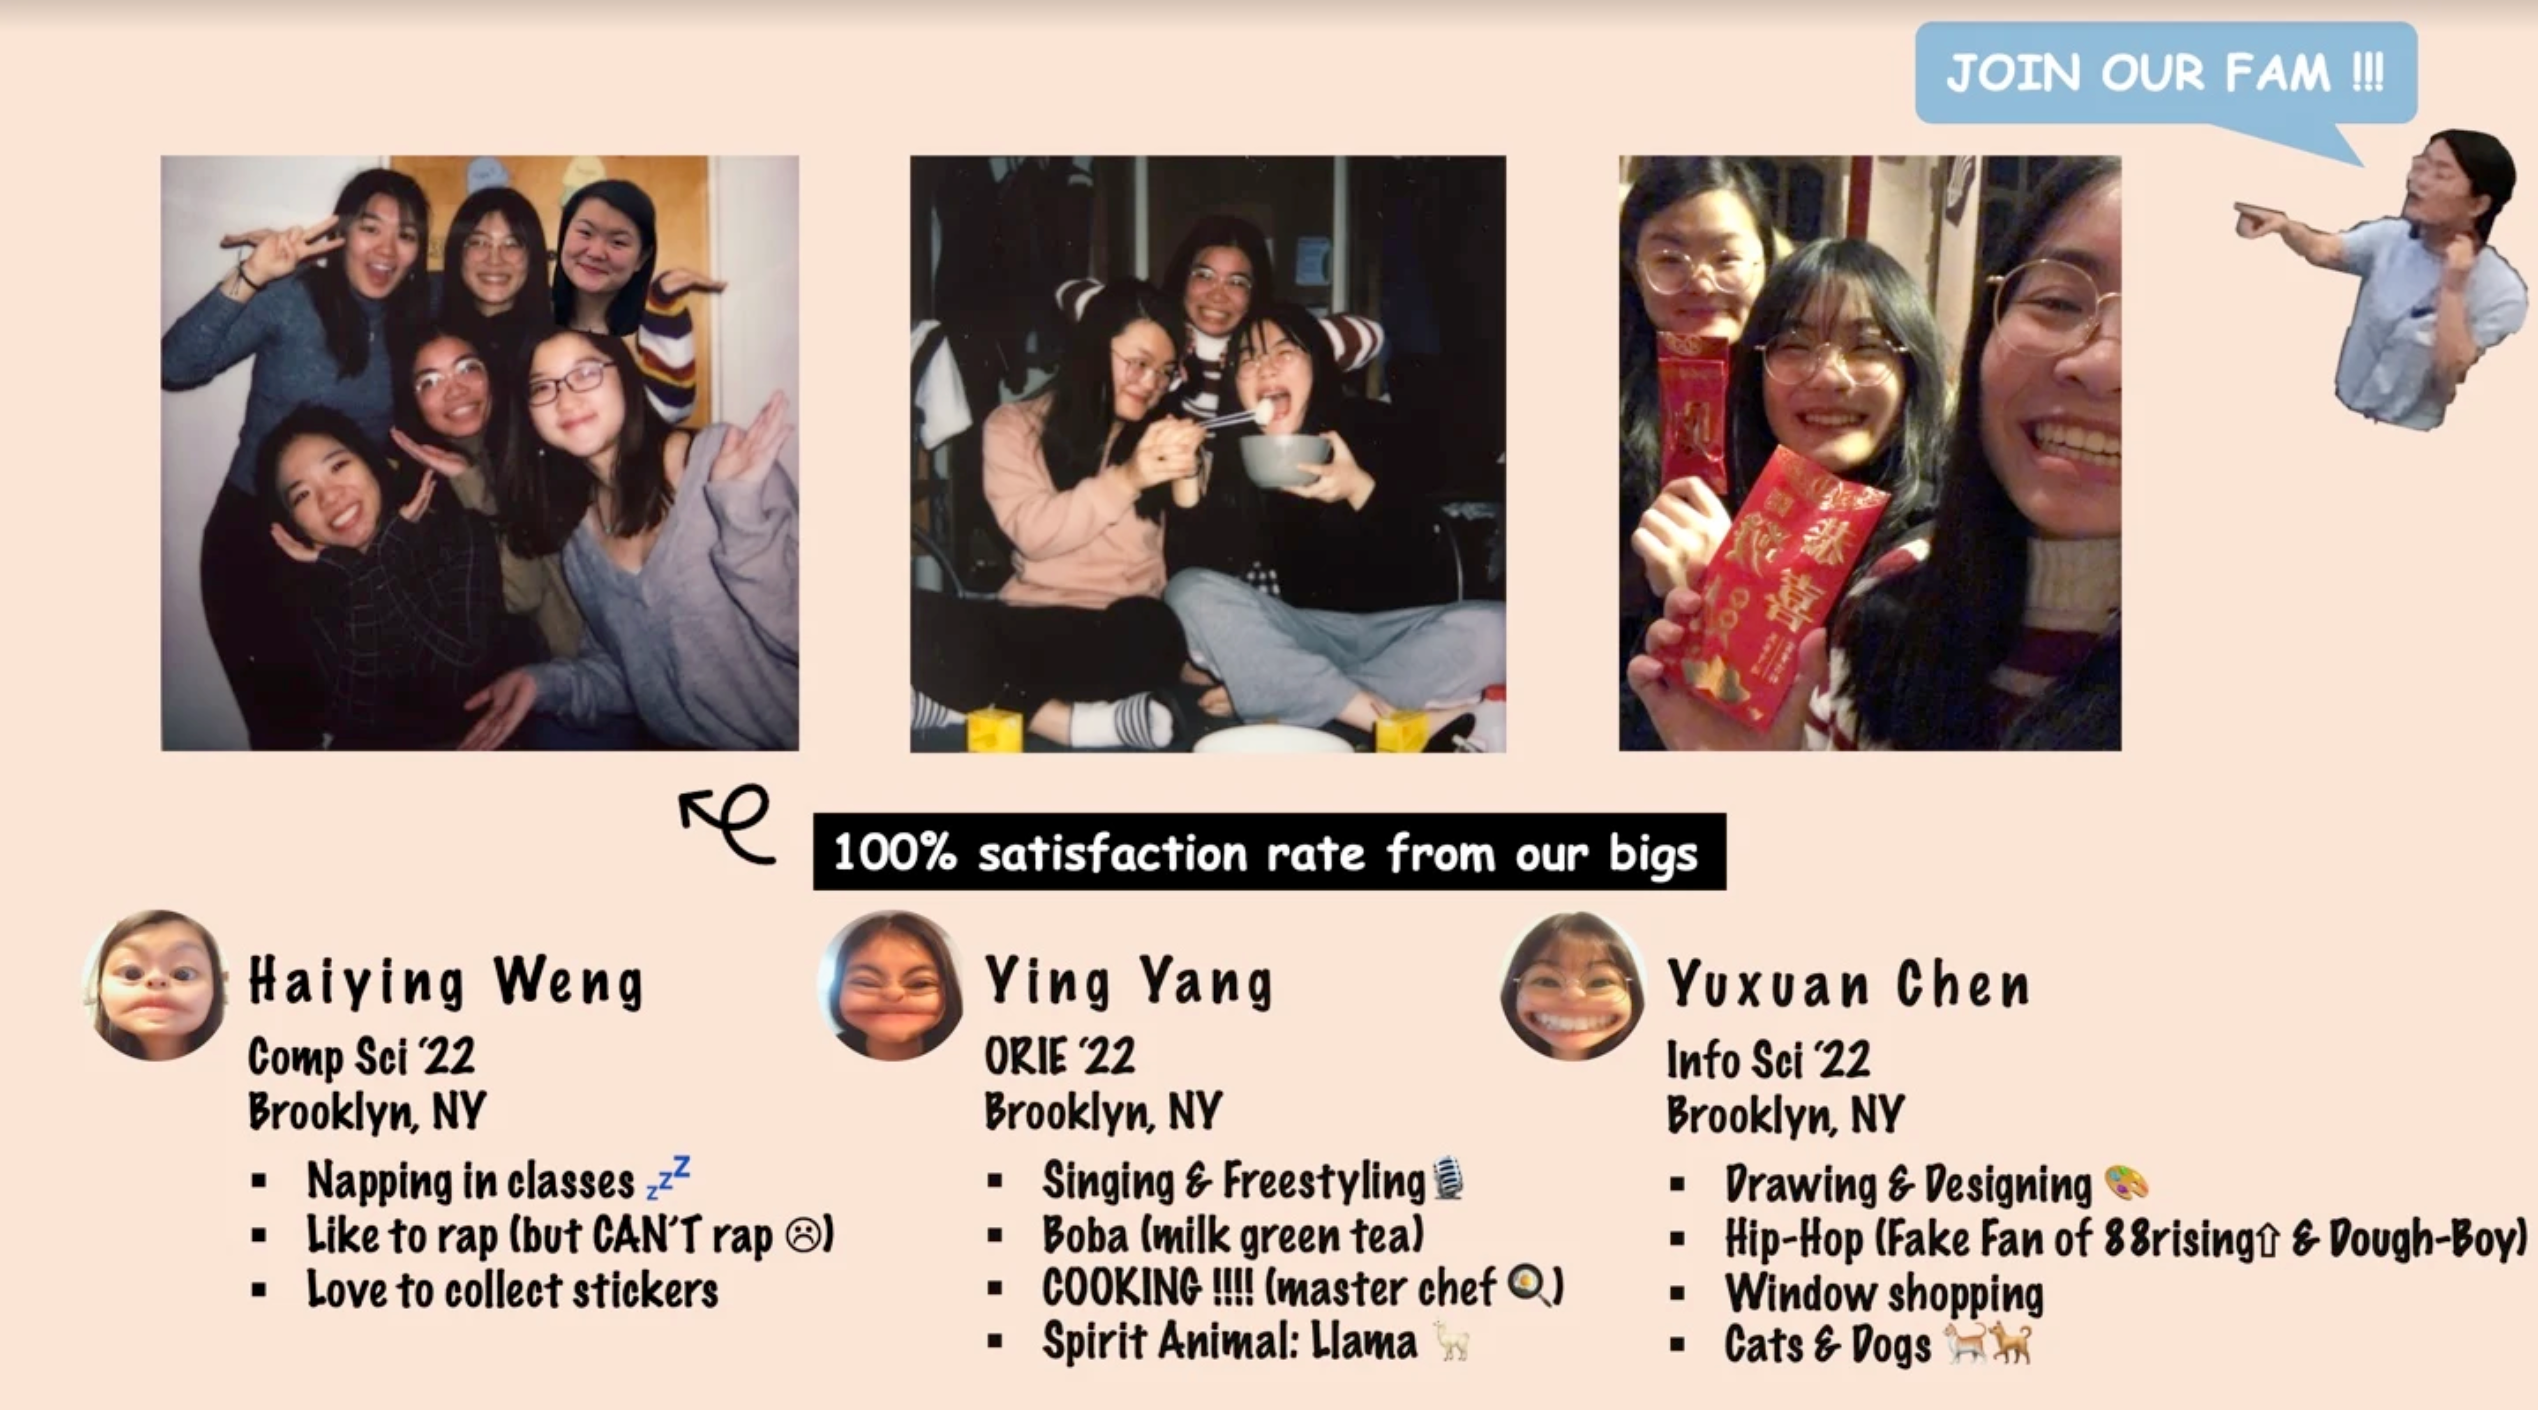 JOIN OUR FAM !!!
恭
喜
100% satisfaction rate from our bigs
Haiying Weng
Comp Sci ‘22
Brooklyn, NY
▪ Napping in classes 💤
▪ Like to rap (but CAN’T rap ☹)
▪ Love to collect stickers
Ying Yang
ORIE ‘22
Brooklyn, NY
▪ Singing & Freestyling🎙
▪ Boba (milk green tea)
▪ COOKING !!!! (master chef 🍳)
▪ Spirit Animal: Llama 🦙
Yuxuan Chen
Info Sci ‘22
Brooklyn, NY
▪ Drawing & Designing 🎨
▪ Hip-Hop (Fake Fan of 88rising⇧ & Dough-Boy)
▪ Window shopping
▪ Cats & Dogs 🐈🐕